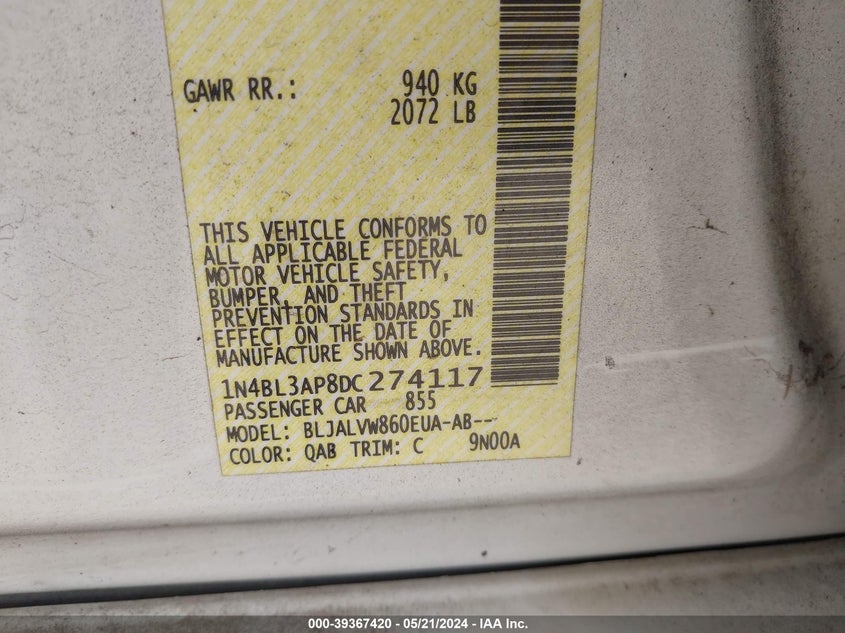 GAWR RR.: 940 KG
2072 LB
THIS VEHICLE CONFORMS TO
ALL APPLICABLE FEDERAL
MOTOR VEHICLE SAFETY,
BUMPER, AND THEFT
PREVENTION STANDARDS IN
EFFECT ON THE DATE OF
MANUFACTURE SHOWN ABOVE.
1N4BL3AP8DC274117
PASSENGER CAR 855
MODEL: BLJALVW860EUA-AB--
COLOR: QAB TRIM: C 9N00A
000-39367420 - 05/21/2024 - IAA Inc.